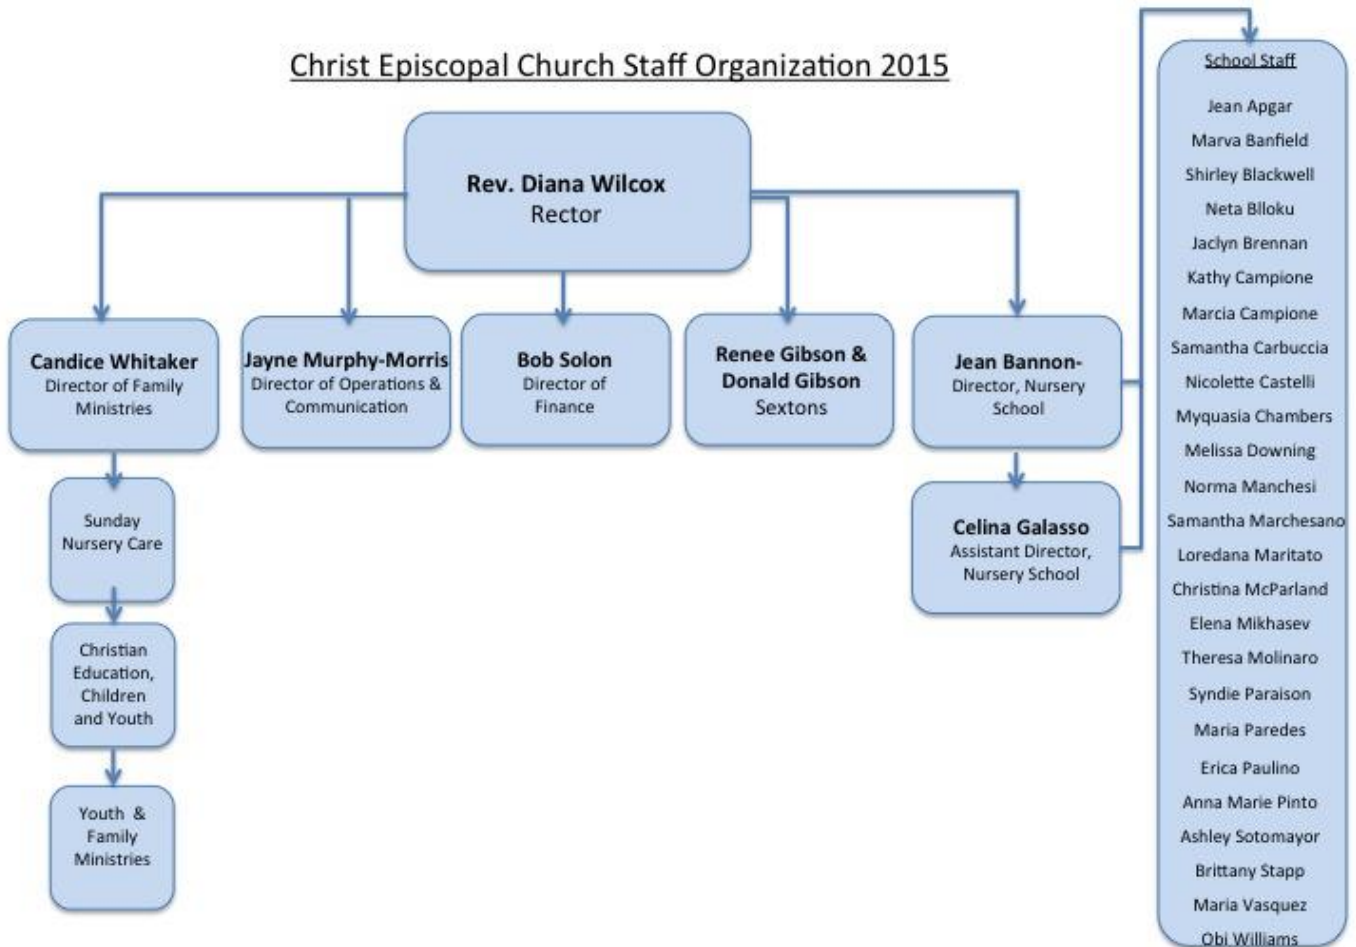 Christ Episcopal Church Staff Organization 2015
Rev. Diana Wilcox
Rector
Candice Whitaker
Director of Family
Ministries
Jayne Murphy-Morris
Director of Operations &
Communication
Bob Solon
Director of
Finance
Renee Gibson &
Donald Gibson
Sextons
Jean Bannon-
Director, Nursery
School
Sunday
Nursery Care
Christian
Education,
Children
and Youth
Youth & 
Family
Ministries
Celina Galasso
Assistant Director,
Nursery School
School Staff
Jean Apgar
Marva Banfield
Shirley Blackwell
Neta Blloku
Jaclyn Brennan
Kathy Campione
Marcia Campione
Samantha Carbuccia
Nicolette Castelli
Myquasia Chambers
Melissa Downing
Norma Manchesi
Samantha Marchesano
Loredana Maritato
Christina McParland
Elena Mikhasev
Theresa Molinaro
Syndie Paraison
Maria Paredes
Erica Paulino
Anna Marie Pinto
Ashley Sotomayor
Brittany Stapp
Maria Vasquez
Obi Williams